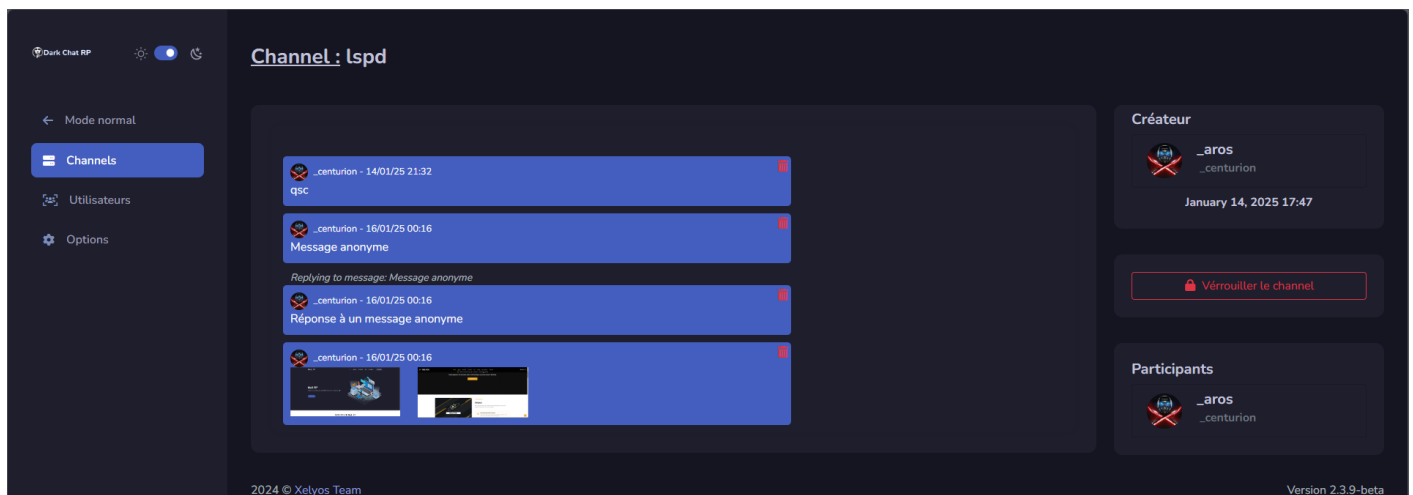 Dark Chat RP
Mode normal
Channels
Utilisateurs
Options
Channel : lspd
_centurion - 14/01/25 21:32
qsc
_centurion - 16/01/25 00:16
Message anonyme
Replying to message: Message anonyme
_centurion - 16/01/25 00:16
Réponse à un message anonyme
_centurion - 16/01/25 00:16
Créateur
_aros
_centurion
January 14, 2025 17:47
Vérrouiller le channel
Participants
_aros
_centurion
2024 © Xelyos Team
Version 2.3.9-beta